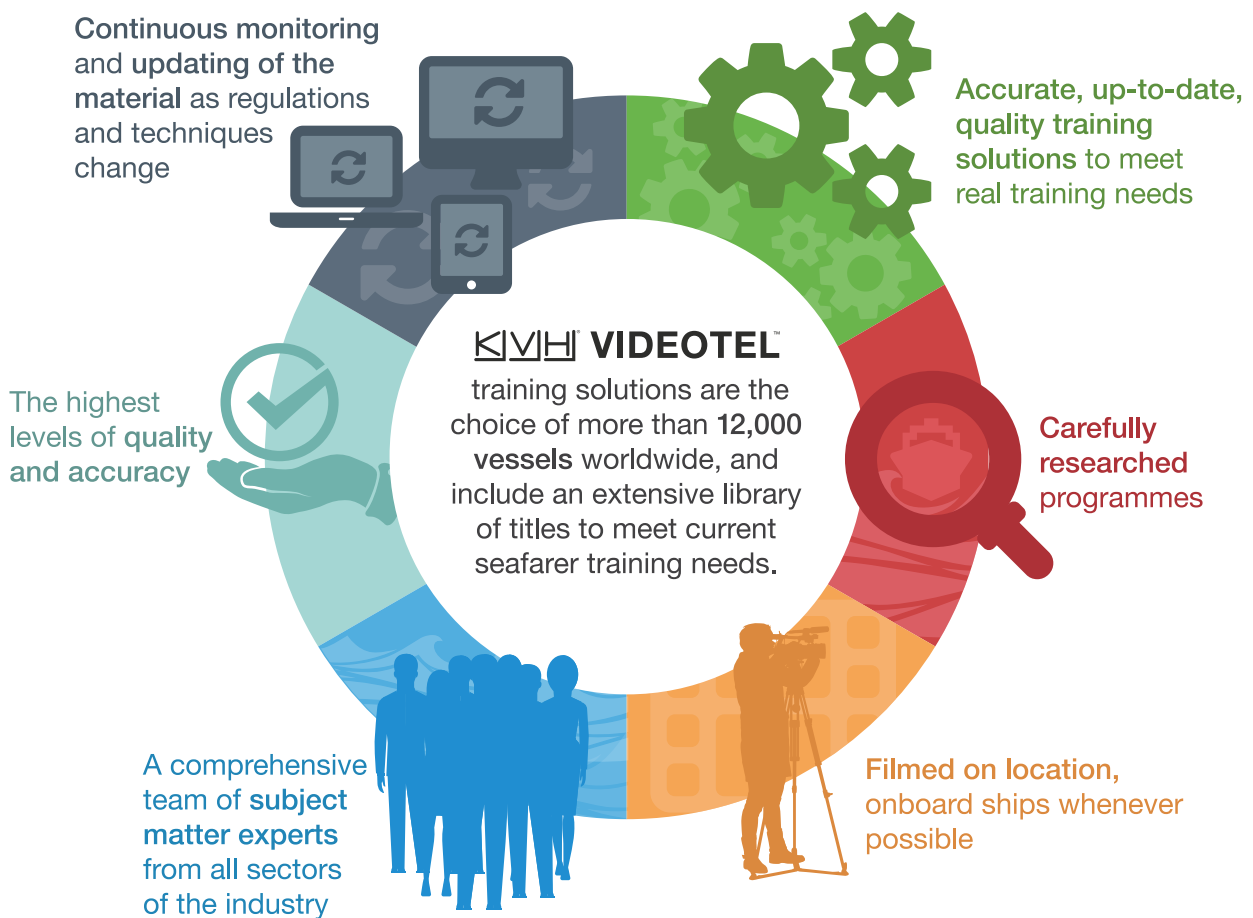 Continuous monitoring
and updating of the
material as regulations
and techniques
change
Accurate, up-to-date,
quality training
solutions to meet
real training needs
Carefully
researched
programmes
Filmed on location,
onboard ships whenever
possible
A comprehensive
team of subject
matter experts
from all sectors
of the industry
The highest
levels of quality
and accuracy
KVH® VIDEOTEL™
training solutions are the
choice of more than 12,000
vessels worldwide, and
include an extensive library
of titles to meet current
seafarer training needs.